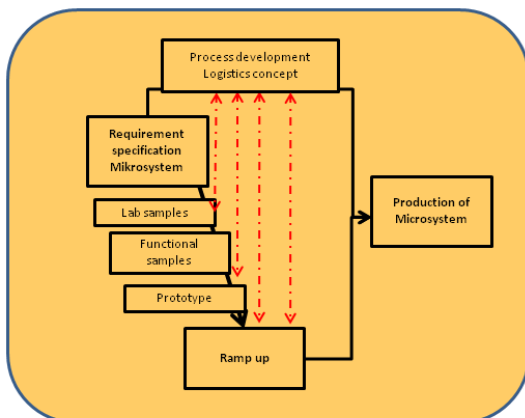 Process development
Logistics concept
Requirement
specification
Mikrosystem
Lab samples
Functional
samples
Prototype
Ramp up
Production of
Microsystem